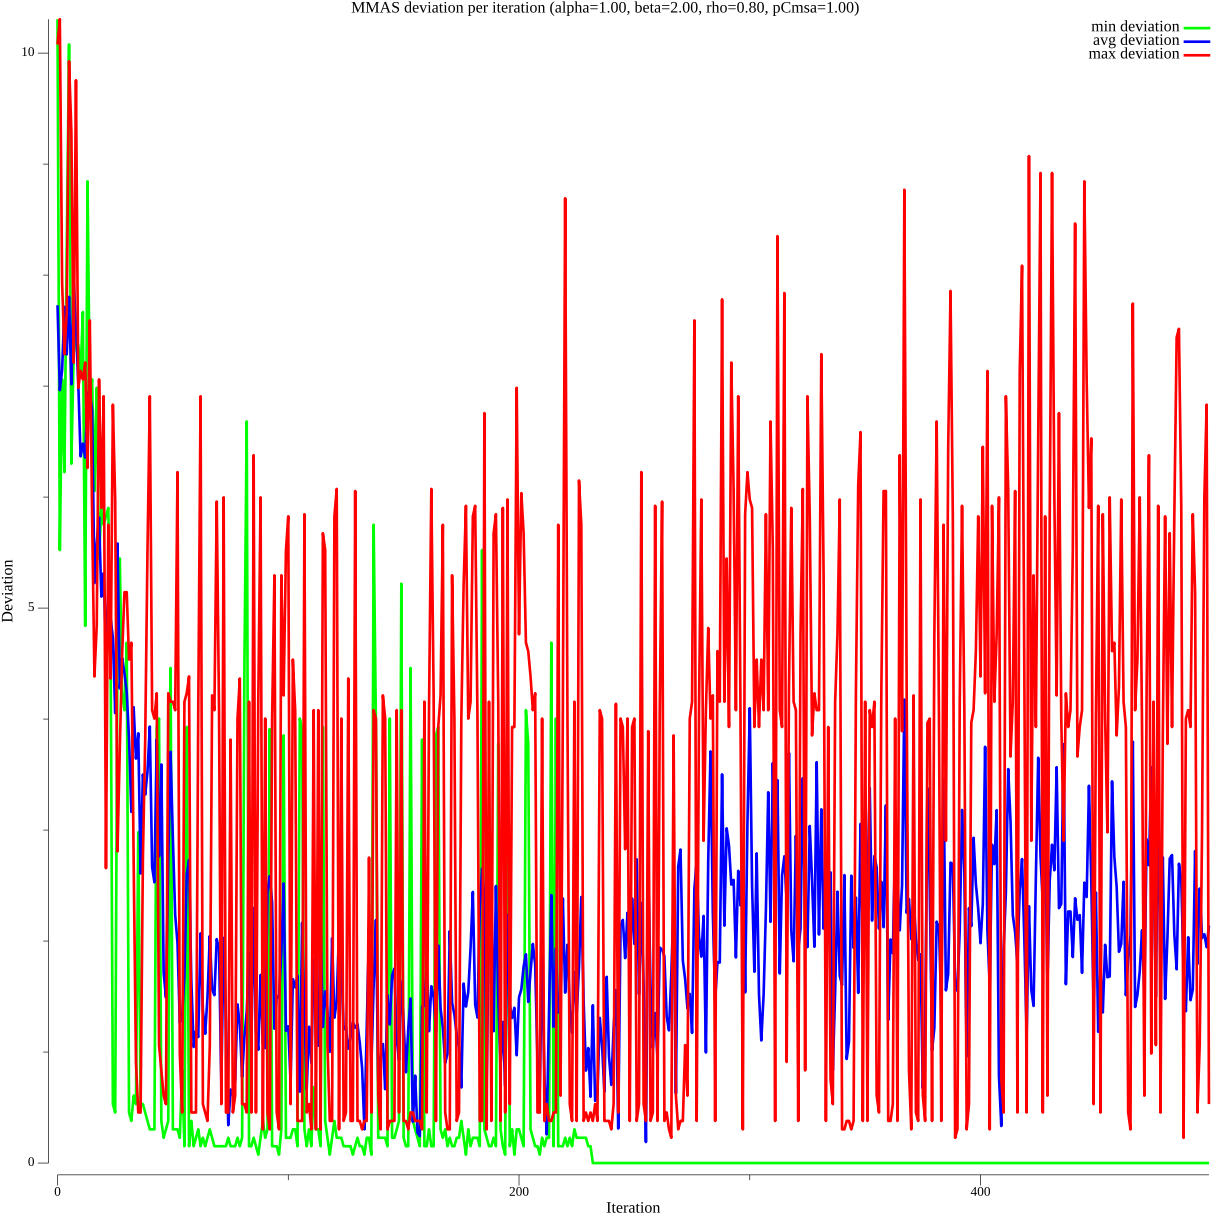 MMAS deviation per iteration (alpha=1.00, beta=2.00, rho=0.80, pCmsa=1.00)
min deviation
avg deviation
max deviation
10
5
0
Deviation
0
200
400
Iteration